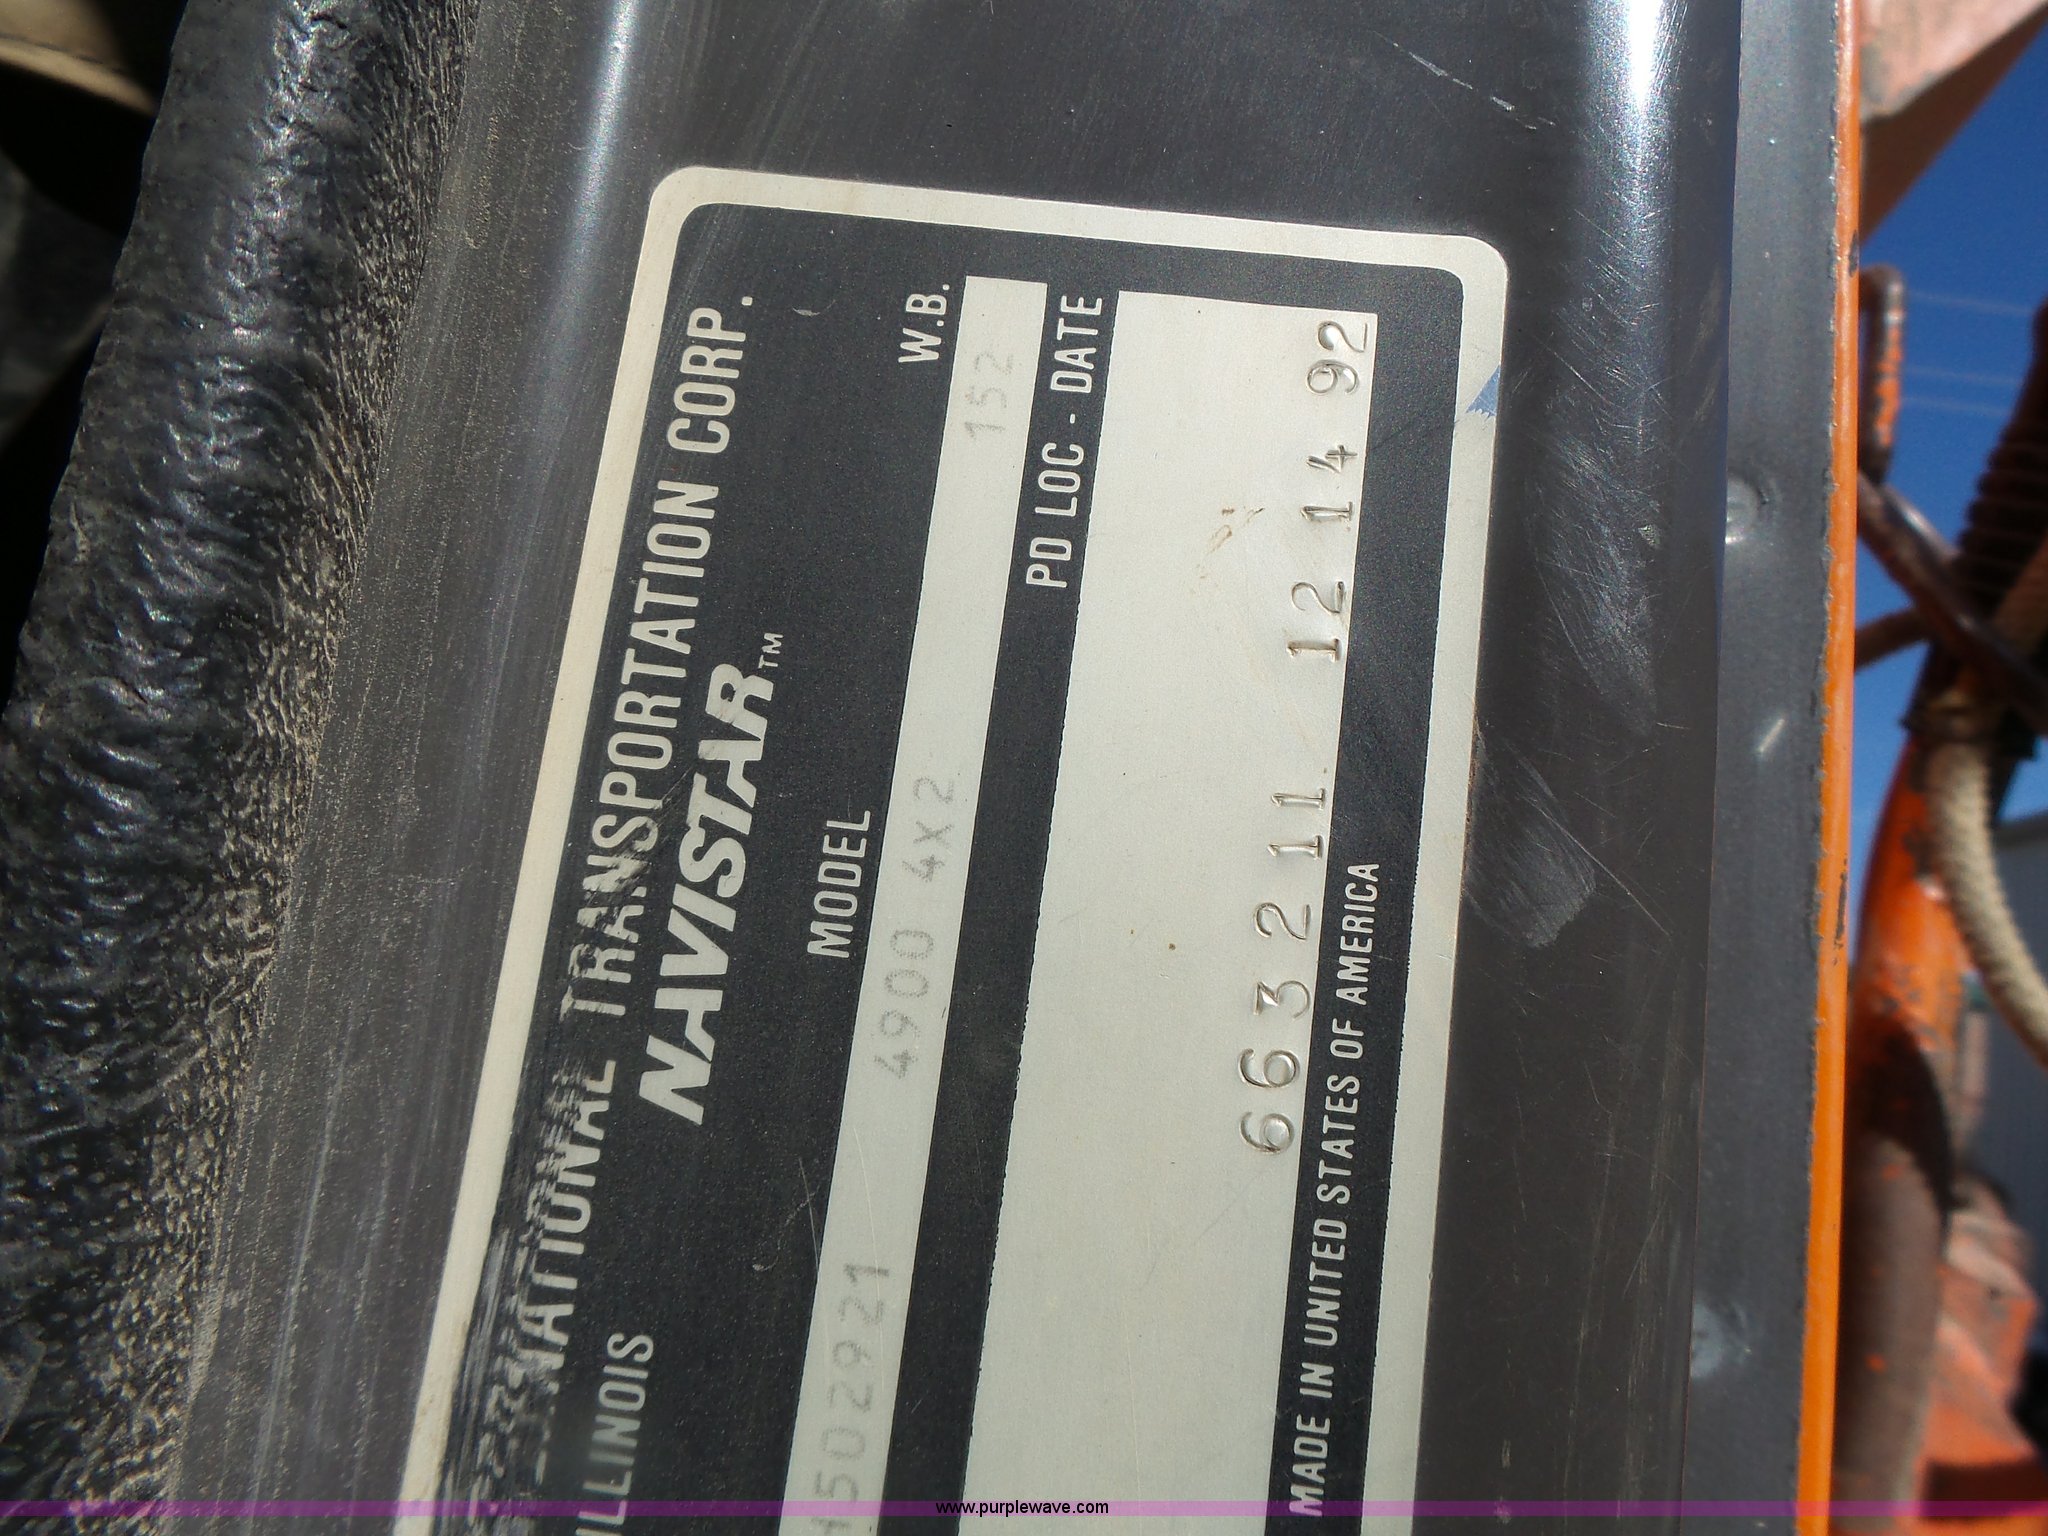 INTERNATIONAL TRANSPORTATION CORP.
ILLINOIS
NAVISTAR™
MODEL
W.B.
502921 4900 4X2 152
PD LOC - DATE
663211 12 14 92
MADE IN UNITED STATES OF AMERICA
www.purplewave.com